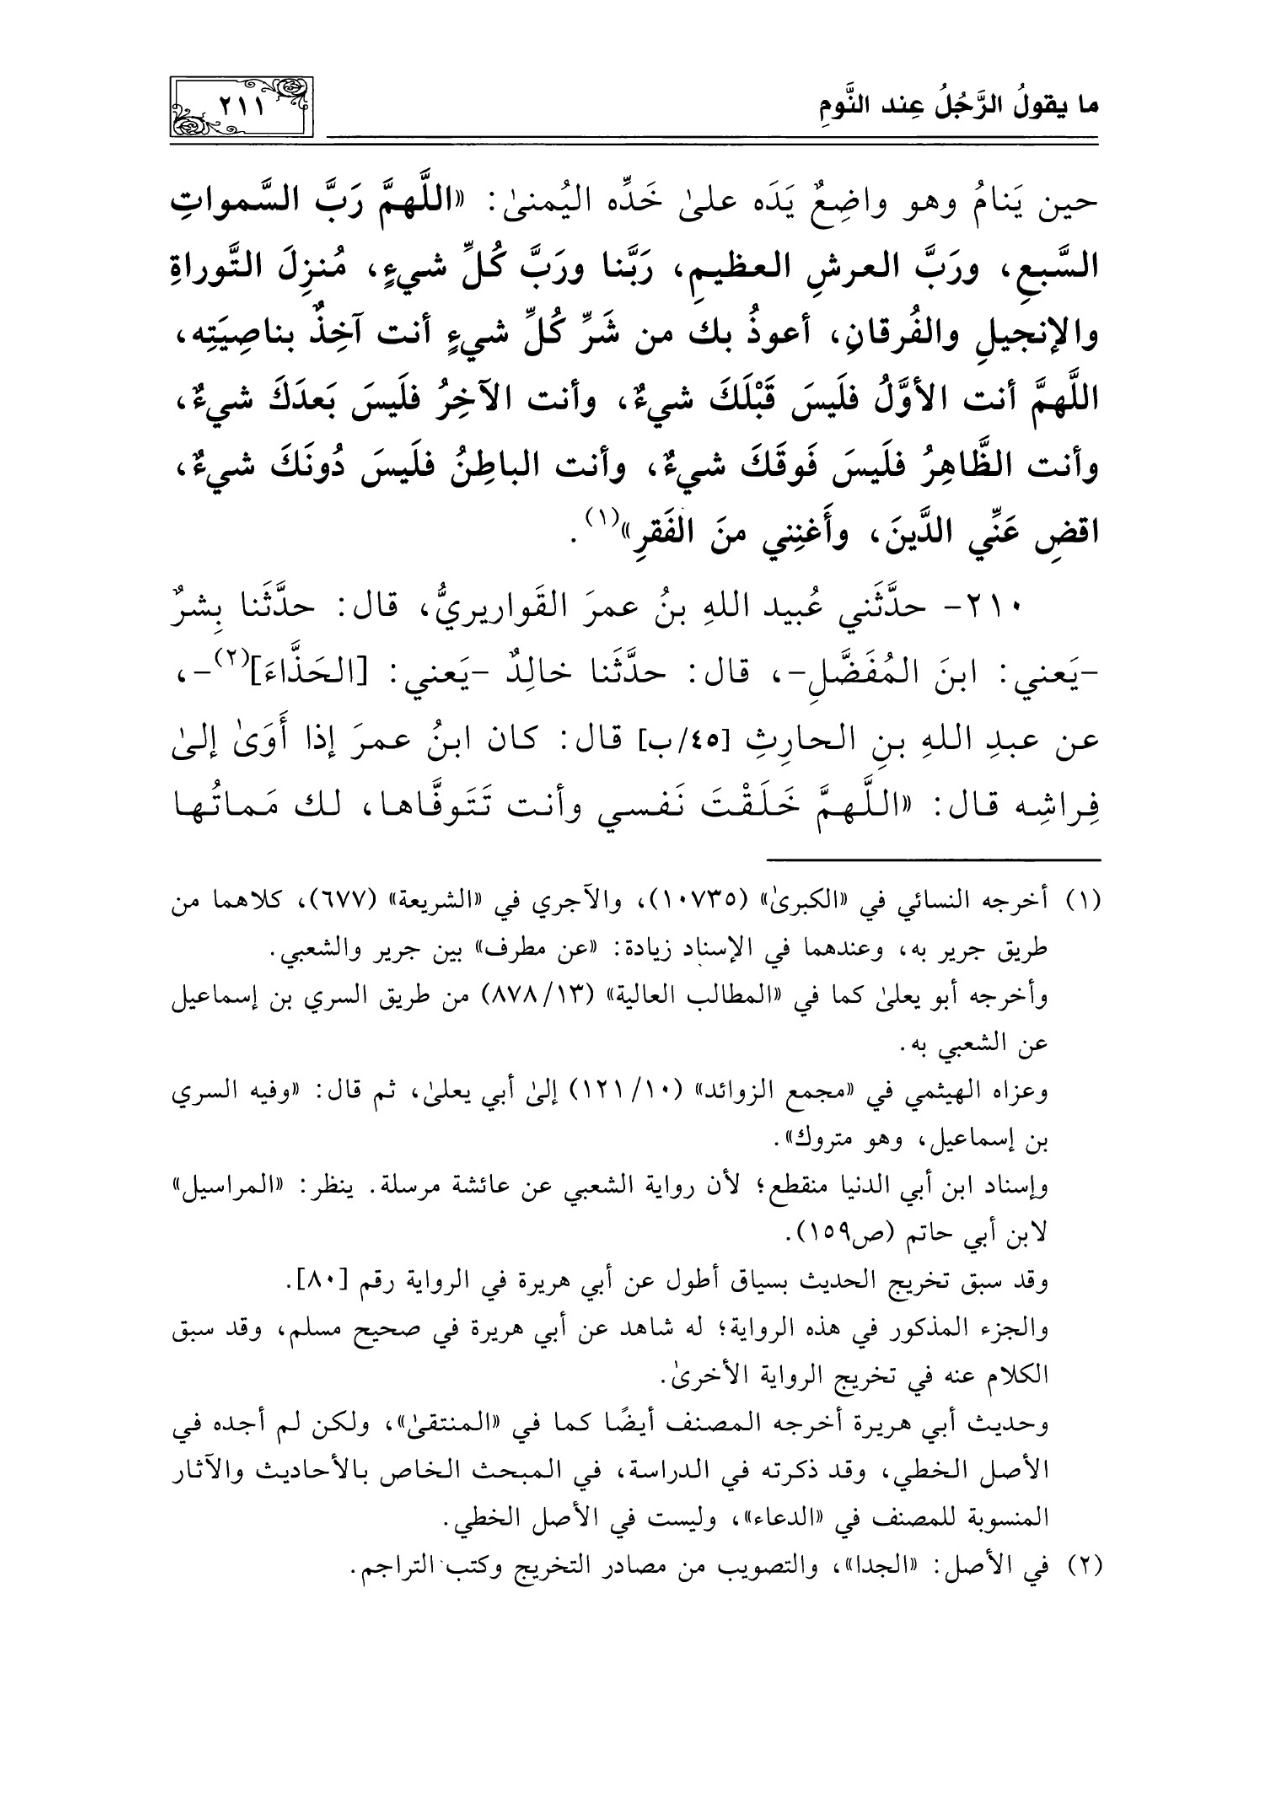 ما يقولُ الرَّجُلُ عِند النَّومِ
٢١١
حين يَنامُ وهو واضِعٌ يَدَه علىٰ خَدِّه اليُمنىٰ: «اللَّهمَّ رَبَّ السَّمواتِ
السَّبعِ، ورَبَّ العرشِ العظيمِ، رَبَّنا ورَبَّ كُلِّ شيءٍ، مُنزِلَ التَّوراةِ
والإنجيلِ والفُرقانِ، أعوذُ بك من شَرِّ كُلِّ شيءٍ أنت آخِذٌ بناصِيَتِه،
اللَّهمَّ أنت الأوَّلُ فلَيسَ قَبْلَكَ شيءٌ، وأنت الآخِرُ فلَيسَ بَعدَكَ شيءٌ،
وأنت الظَّاهِرُ فلَيسَ فَوقَكَ شيءٌ، وأنت الباطِنُ فلَيسَ دُونَكَ شيءٌ،
اقضِ عَنِّي الدَّينَ، وأَغنِني منَ الفَقرِ»(١).
٢١٠- حدَّثَني عُبيد اللهِ بنُ عمرَ القَواريريُّ، قال: حدَّثَنا بِشرٌ
-يَعني: ابنَ المُفَضَّلِ-، قال: حدَّثَنا خالِدٌ -يَعني: [الحَذَّاءَ](٢)-،
عن عبدِ اللهِ بنِ الحارِثِ [٤٥/ب] قال: كان ابنُ عمرَ إذا أَوَىٰ إلىٰ
فِراشِه قال: «اللَّهمَّ خَلَقْتَ نَفسي وأنت تَتَوفَّاها، لك مَماتُها
(١) أخرجه النسائي في «الكبرىٰ» (١٠٧٣٥)، والآجري في «الشريعة» (٦٧٧)، كلاهما من
طريق جرير به، وعندهما في الإسناد زيادة: «عن مطرف» بين جرير والشعبي.
وأخرجه أبو يعلىٰ كما في «المطالب العالية» (١٣/ ٨٧٨) من طريق السري بن إسماعيل
عن الشعبي به.
وعزاه الهيثمي في «مجمع الزوائد» (١٠/ ١٢١) إلىٰ أبي يعلىٰ، ثم قال: «وفيه السري
بن إسماعيل، وهو متروك».
وإسناد ابن أبي الدنيا منقطع؛ لأن رواية الشعبي عن عائشة مرسلة. ينظر: «المراسيل»
لابن أبي حاتم (ص١٥٩).
وقد سبق تخريج الحديث بسياق أطول عن أبي هريرة في الرواية رقم [٨٠].
والجزء المذكور في هذه الرواية؛ له شاهد عن أبي هريرة في صحيح مسلم، وقد سبق
الكلام عنه في تخريج الرواية الأخرىٰ.
وحديث أبي هريرة أخرجه المصنف أيضًا كما في «المنتقىٰ»، ولكن لم أجده في
الأصل الخطي، وقد ذكرته في الدراسة، في المبحث الخاص بالأحاديث والآثار
المنسوبة للمصنف في «الدعاء»، وليست في الأصل الخطي.
(٢) في الأصل: «الجدا»، والتصويب من مصادر التخريج وكتب التراجم.